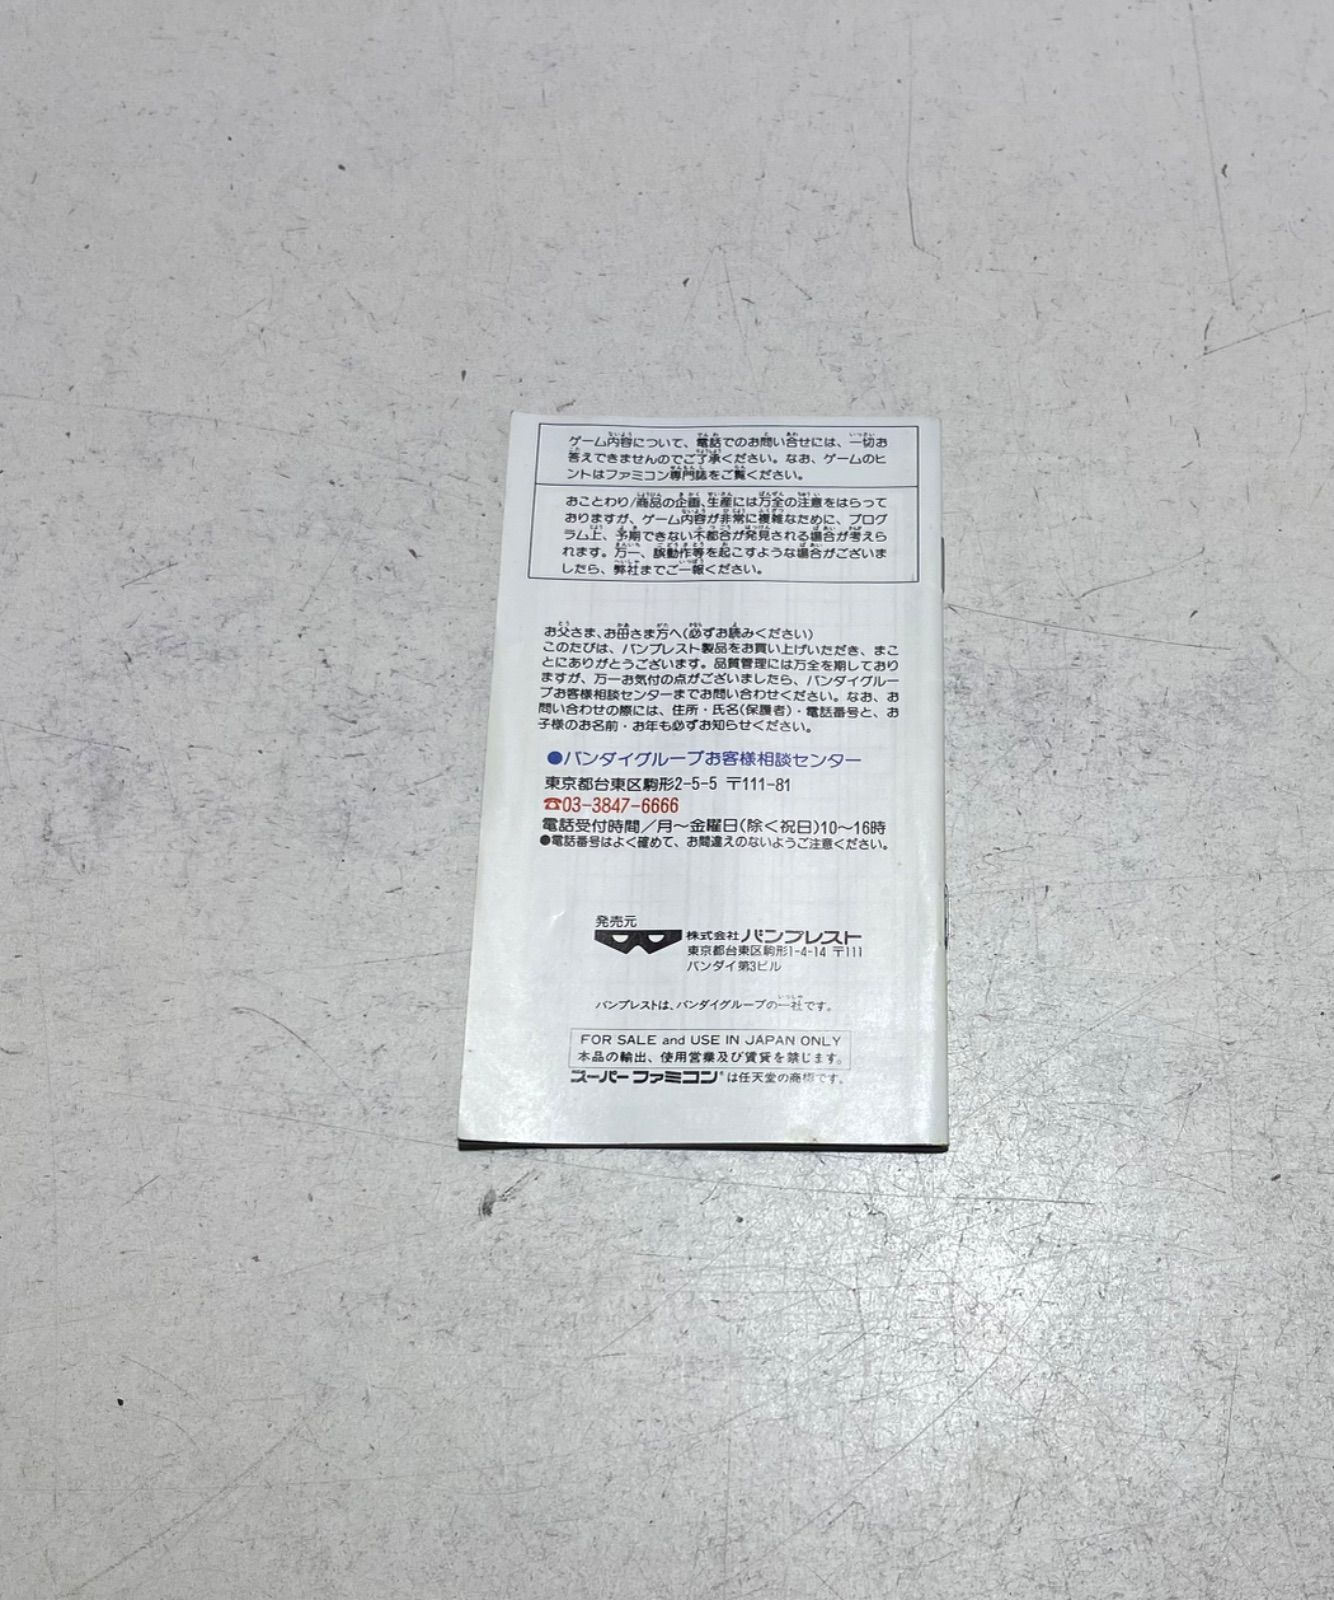 ゲーム内容について、電話でのお問い合せには、一切お
答えできませんのでご了承ください。なお、ゲームのヒ
ントはファミコン専門誌をご覧ください。
おことわり/商品の企画、生産には万全の注意をはらって
おりますが、ゲーム内容が非常に複雑なために、プログ
ラム上、予期できない不都合が発見される場合が考えら
れます。万一、誤動作等を起こすような場合がございま
したら、弊社までご一報ください。
お父さま、お母さま方へ(必ずお読みください)
このたびは、バンプレスト製品をお買い上げいただき、まこ
とにありがとうございます。品質管理には万全を期しており
ますが、万一お気付の点がございましたら、バンダイグルー
プお客様相談センターまでお問い合わせください。なお、お
問い合わせの際には、住所・氏名(保護者)・電話番号と、お
子様のお名前・お年も必ずお知らせください。
●バンダイグループお客様相談センター
東京都台東区駒形2-5-5 〒111-81
☎03-3847-6666
電話受付時間/月〜金曜日(除く祝日)10〜16時
●電話番号はよく確めて、お間違えのないようご注意ください。
発売元
株式会社バンプレスト
東京都台東区駒形1-4-14 〒111
バンダイ第3ビル
バンプレストは、バンダイグループの一社です。
FOR SALE and USE IN JAPAN ONLY
本品の輸出、使用営業及び賃貸を禁じます。
スーパーファミコン®は任天堂の商標です。